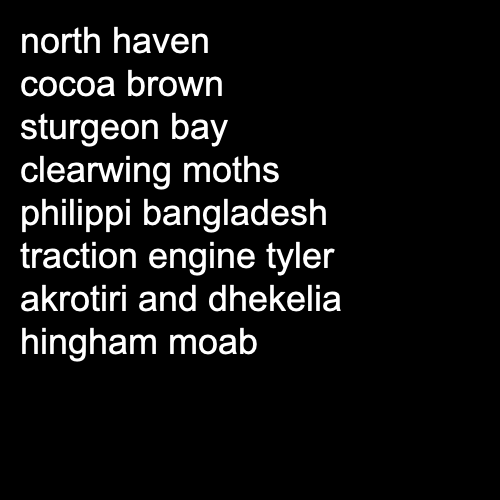 north haven
cocoa brown
sturgeon bay
clearwing moths
philippi bangladesh
traction engine tyler
akrotiri and dhekelia
hingham moab